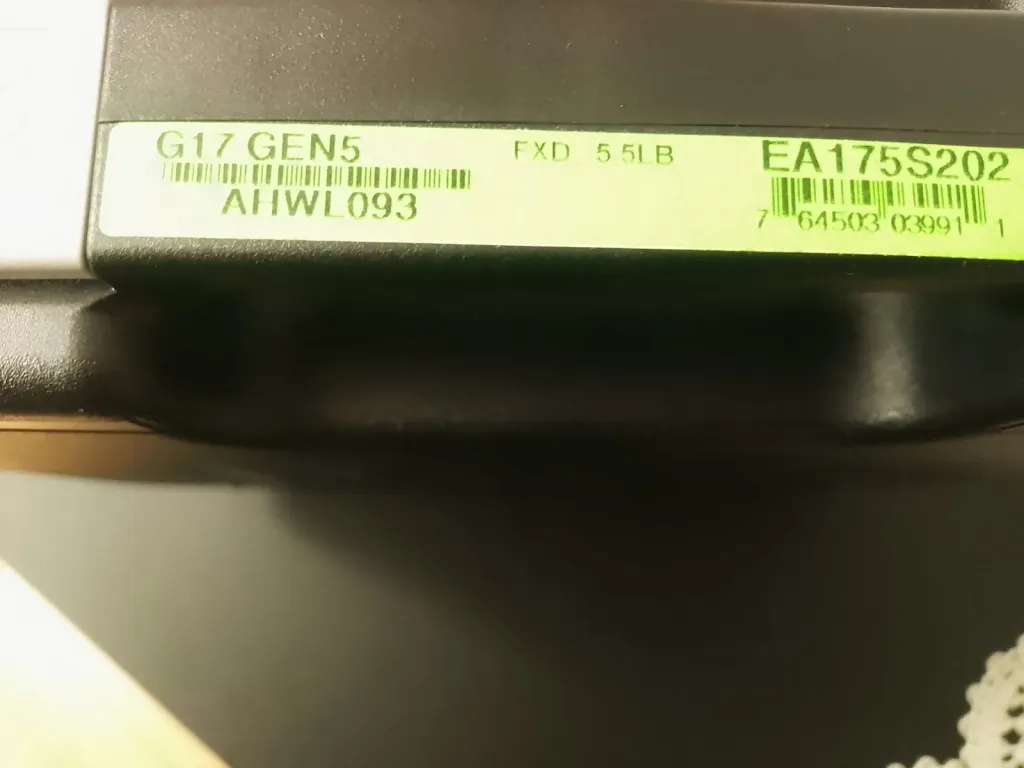 G17 GEN5 FXD 5 5LB EA175S202
AHWL093 7 64503 03991 1